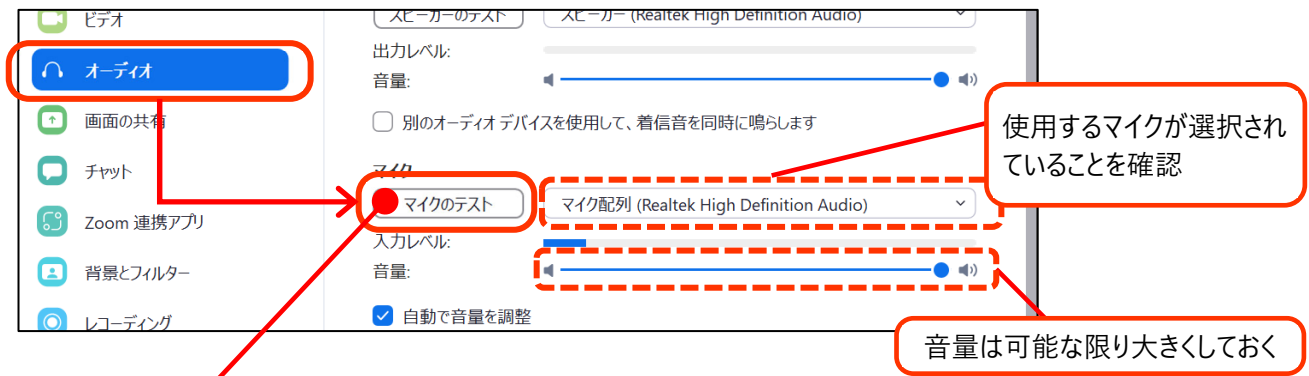 ビデオ
スピーカーのテスト
スピーカー (Realtek High Definition Audio)
オーディオ
出力レベル:
音量:
画面の共有
別のオーディオ デバイスを使用して、着信音を同時に鳴らします
使用するマイクが選択され
ていることを確認
チャット
マイク
マイクのテスト
マイク配列 (Realtek High Definition Audio)
Zoom 連携アプリ
入力レベル:
背景とフィルター
音量:
レコーディング
自動で音量を調整
音量は可能な限り大きくしておく